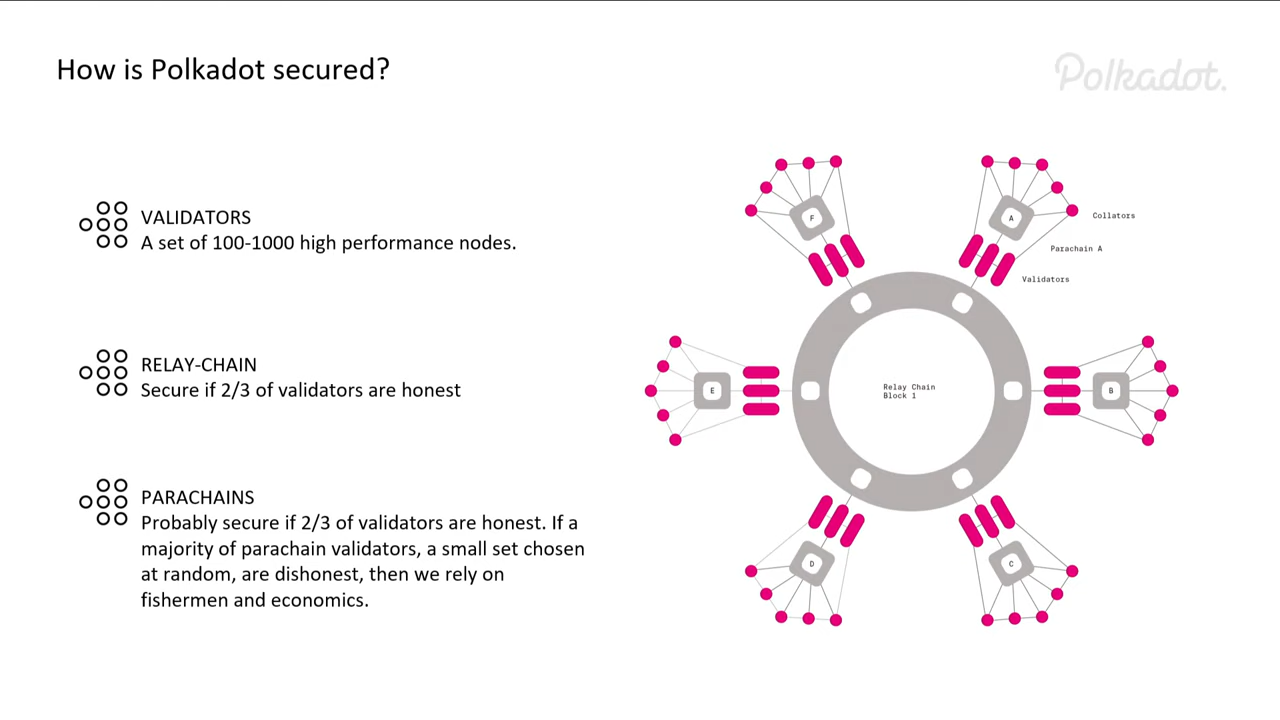 How is Polkadot secured?
Polkadot.
VALIDATORS
A set of 100-1000 high performance nodes.
RELAY-CHAIN
Secure if 2/3 of validators are honest
PARACHAINS
Probably secure if 2/3 of validators are honest. If a
majority of parachain validators, a small set chosen
at random, are dishonest, then we rely on
fishermen and economics.
F
A
Collators
Parachain A
Validators
E
Relay Chain
Block 1
B
D
C